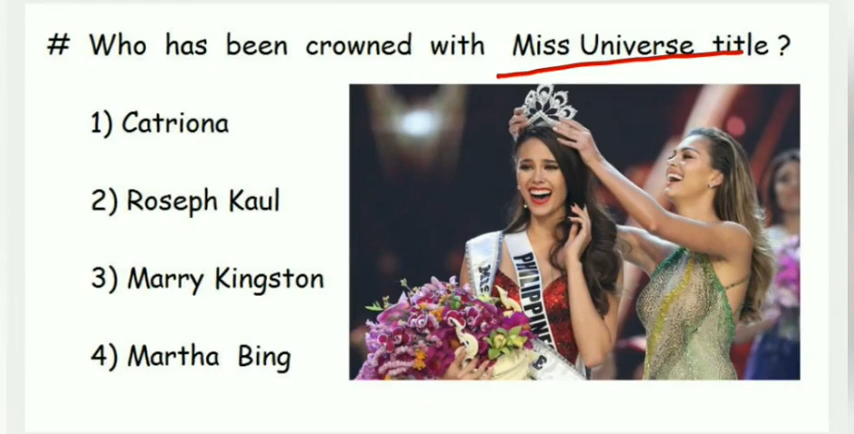 # Who has been crowned with Miss Universe title ?
1) Catriona
2) Roseph Kaul
3) Marry Kingston
4) Martha Bing
PHILIPPINE